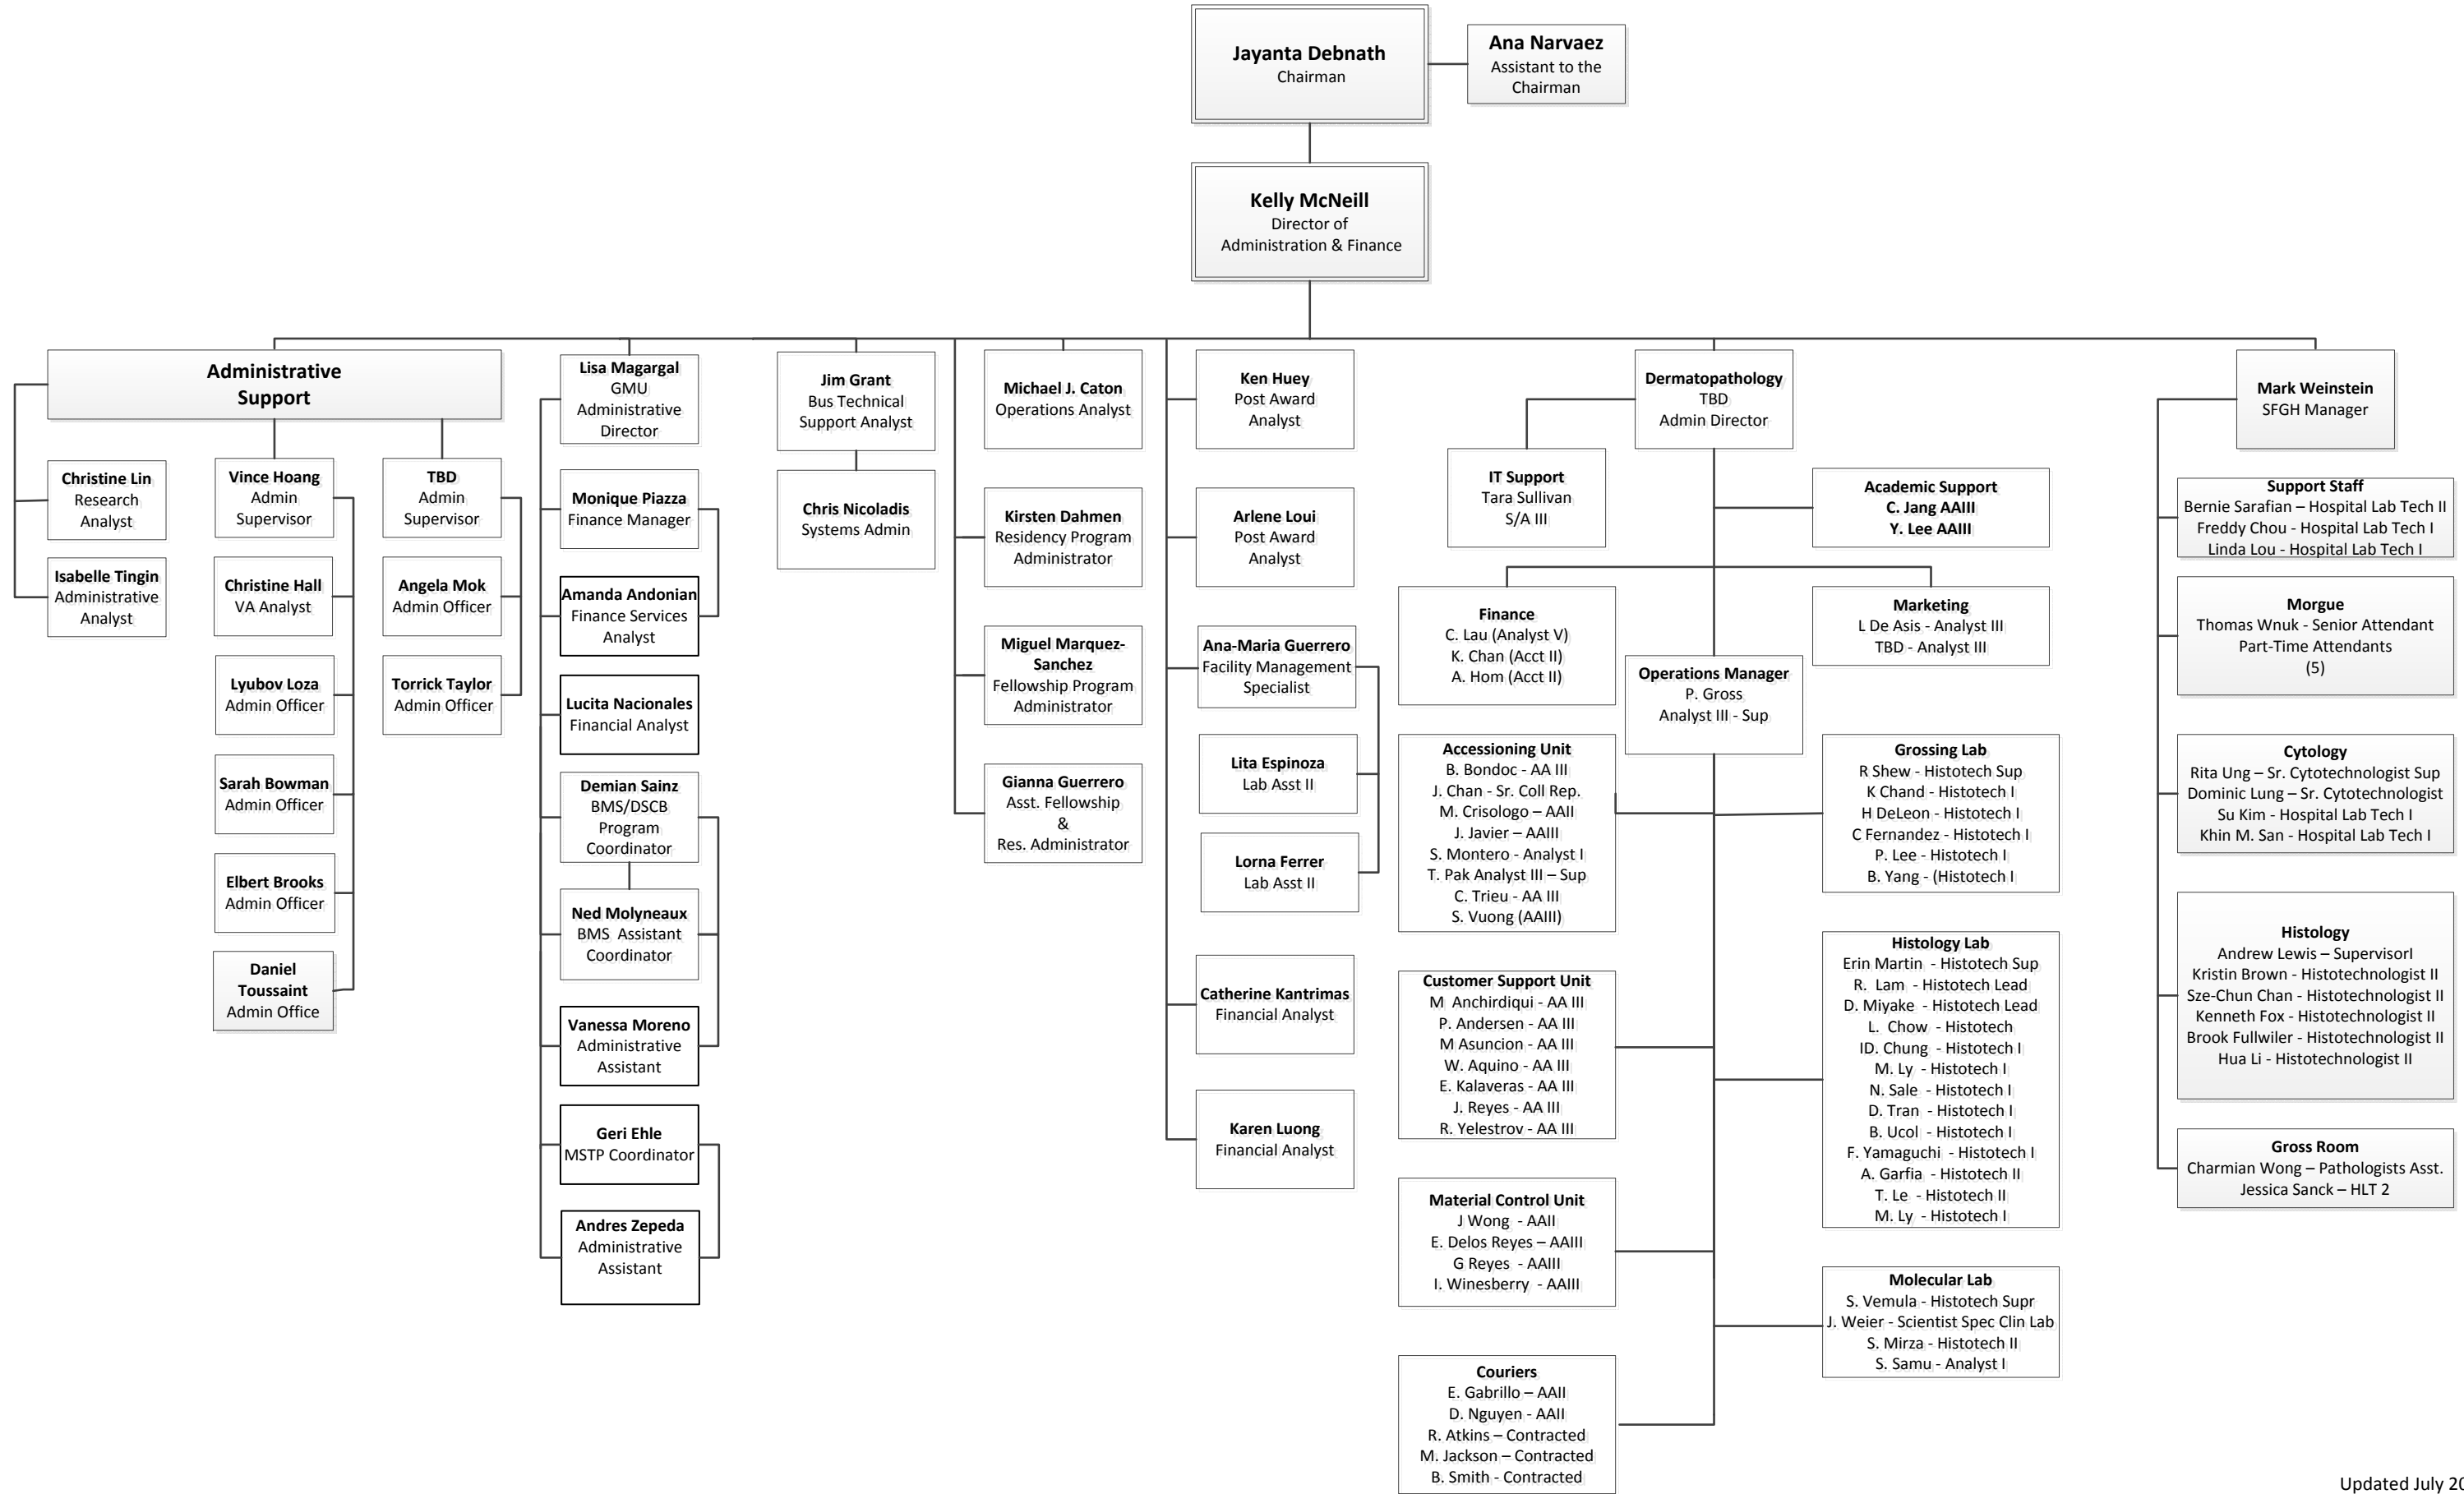 Jayanta Debnath
Chairman
Ana Narvaez
Assistant to the
Chairman
Kelly McNeill
Director of
Administration & Finance
Administrative
Support
Christine Lin
Research
Analyst
Isabelle Tingin
Administrative
Analyst
Vince Hoang
Admin
Supervisor
Christine Hall
VA Analyst
Lyubov Loza
Admin Officer
Sarah Bowman
Admin Officer
Elbert Brooks
Admin Officer
Daniel
Toussaint
Admin Office
TBD
Admin
Supervisor
Angela Mok
Admin Officer
Torrick Taylor
Admin Officer
Lisa Magargal
GMU
Administrative
Director
Monique Piazza
Finance Manager
Amanda Andonian
Finance Services
Analyst
Lucita Nacionales
Financial Analyst
Demian Sainz
BMS/DSCB
Program
Coordinator
Ned Molyneaux
BMS Assistant
Coordinator
Vanessa Moreno
Administrative
Assistant
Geri Ehle
MSTP Coordinator
Andres Zepeda
Administrative
Assistant
Jim Grant
Bus Technical
Support Analyst
Chris Nicoladis
Systems Admin
Michael J. Caton
Operations Analyst
Kirsten Dahmen
Residency Program
Administrator
Miguel Marquez-
Sanchez
Fellowship Program
Administrator
Gianna Guerrero
Asst. Fellowship
&
Res. Administrator
Ken Huey
Post Award
Analyst
Arlene Loui
Post Award
Analyst
Ana-Maria Guerrero
Facility Management
Specialist
Lita Espinoza
Lab Asst II
Lorna Ferrer
Lab Asst II
Catherine Kantrimas
Financial Analyst
Karen Luong
Financial Analyst
Dermatopathology
TBD
Admin Director
IT Support
Tara Sullivan
S/A III
Academic Support
C. Jang AAIII
Y. Lee AAIII
Finance
C. Lau (Analyst V)
K. Chan (Acct II)
A. Hom (Acct II)
Operations Manager
P. Gross
Analyst III - Sup
Marketing
L De Asis - Analyst III
TBD - Analyst III
Accessioning Unit
B. Bondoc - AA III
J. Chan - Sr. Coll Rep.
M. Crisologo – AAII
J. Javier – AAIII
S. Montero - Analyst I
T. Pak Analyst III – Sup
C. Trieu - AA III
S. Vuong (AAIII)
Customer Support Unit
M Anchirdiqui - AA III
P. Andersen - AA III
M Asuncion - AA III
W. Aquino - AA III
E. Kalaveras - AA III
J. Reyes - AA III
R. Yelestrov - AA III
Material Control Unit
J Wong - AAII
E. Delos Reyes – AAIII
G Reyes - AAIII
I. Winesberry - AAIII
Couriers
E. Gabrillo – AAII
D. Nguyen - AAII
R. Atkins – Contracted
M. Jackson – Contracted
B. Smith - Contracted
Grossing Lab
R Shew - Histotech Sup
K Chand - Histotech I
H DeLeon - Histotech I
C Fernandez - Histotech I
P. Lee - Histotech I
B. Yang - (Histotech I
Histology Lab
Erin Martin - Histotech Sup
R. Lam - Histotech Lead
D. Miyake - Histotech Lead
L. Chow - Histotech
ID. Chung - Histotech I
M. Ly - Histotech I
N. Sale - Histotech I
D. Tran - Histotech I
B. Ucol - Histotech I
F. Yamaguchi - Histotech I
A. Garfia - Histotech II
T. Le - Histotech II
M. Ly - Histotech I
Molecular Lab
S. Vemula - Histotech Supr
J. Weier - Scientist Spec Clin Lab
S. Mirza - Histotech II
S. Samu - Analyst I
Mark Weinstein
SFGH Manager
Support Staff
Bernie Sarafian – Hospital Lab Tech II
Freddy Chou - Hospital Lab Tech I
Linda Lou - Hospital Lab Tech I
Morgue
Thomas Wnuk - Senior Attendant
Part-Time Attendants
(5)
Cytology
Rita Ung – Sr. Cytotechnologist Sup
Dominic Lung – Sr. Cytotechnologist
Su Kim - Hospital Lab Tech I
Khin M. San - Hospital Lab Tech I
Histology
Andrew Lewis – SupervisorI
Kristin Brown - Histotechnologist II
Sze-Chun Chan - Histotechnologist II
Kenneth Fox - Histotechnologist II
Brook Fullwiler - Histotechnologist II
Hua Li - Histotechnologist II
Gross Room
Charmian Wong – Pathologists Asst.
Jessica Sanck – HLT 2
Updated July 20